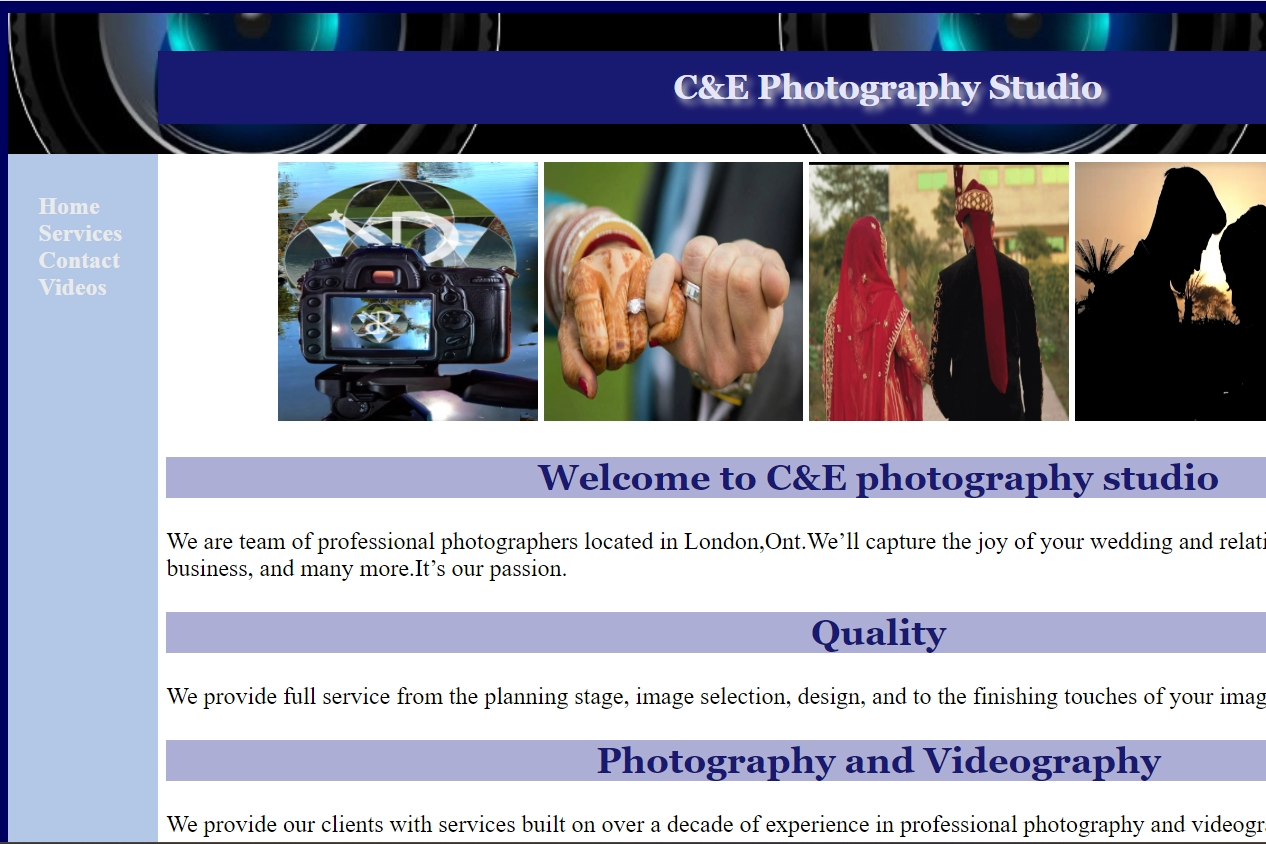 C&E Photography Studio
Home
Services
Contact
Videos
Welcome to C&E photography studio
We are team of professional photographers located in London,Ont.We’ll capture the joy of your wedding and relati
business, and many more.It’s our passion.
Quality
We provide full service from the planning stage, image selection, design, and to the finishing touches of your imag
Photography and Videography
We provide our clients with services built on over a decade of experience in professional photography and videogr